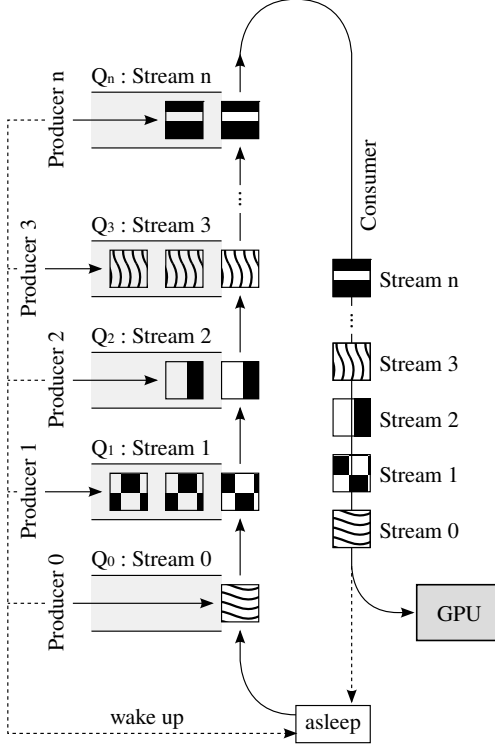 Qn : Stream n
Producer n
Q3 : Stream 3
Producer 3
Q2 : Stream 2
Producer 2
Q1 : Stream 1
Producer 1
Q0 : Stream 0
Producer 0
...
Consumer
Stream n
...
Stream 3
Stream 2
Stream 1
Stream 0
GPU
wake up
asleep